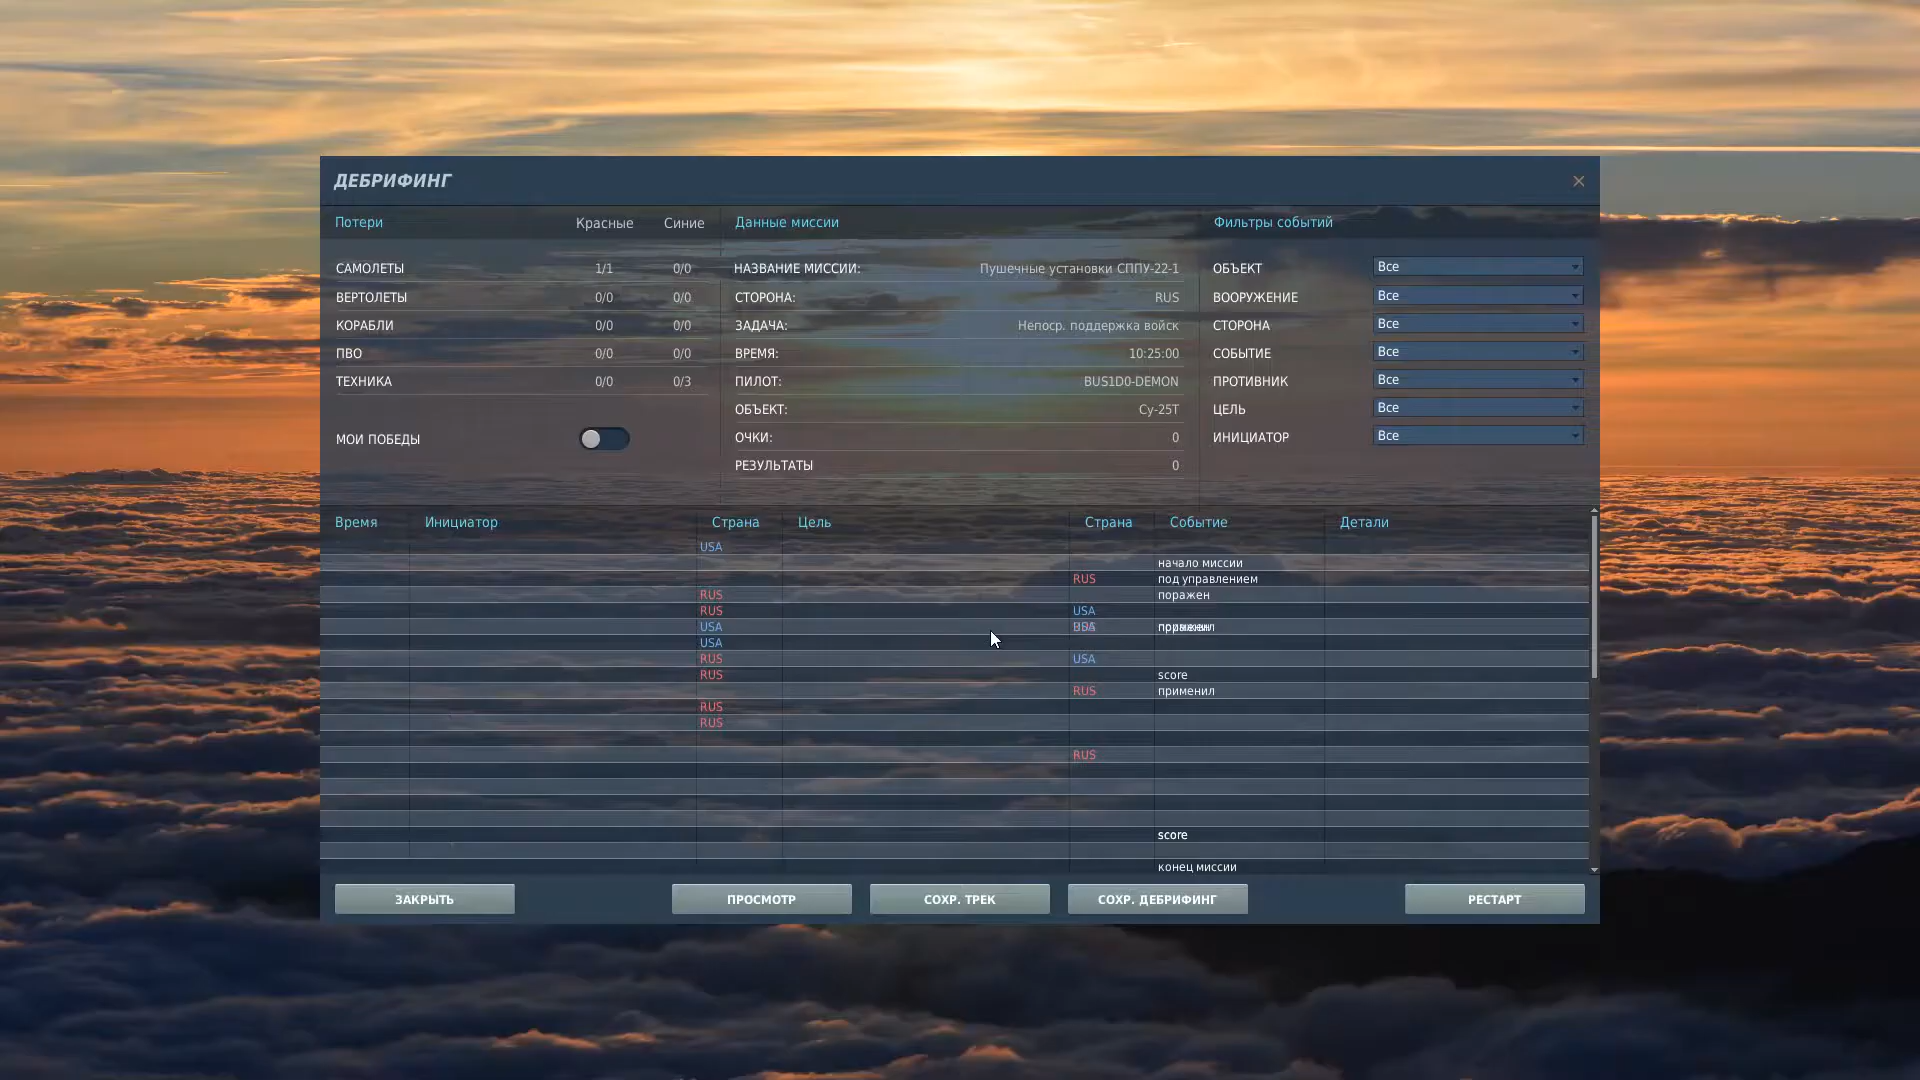 ДЕБРИФИНГ
Потери Красные Синие Данные миссии Фильтры событий
САМОЛЕТЫ 1/1 0/0 НАЗВАНИЕ МИССИИ: Пушечные установки СППУ-22-1 ОБЪЕКТ Все
ВЕРТОЛЕТЫ 0/0 0/0 СТОРОНА: RUS ВООРУЖЕНИЕ Все
КОРАБЛИ 0/0 0/0 ЗАДАЧА: Непоср. поддержка войск СТОРОНА Все
ПВО 0/0 0/0 ВРЕМЯ: 10:25:00 СОБЫТИЕ Все
ТЕХНИКА 0/0 0/3 ПИЛОТ: BUS1D0-DEMON ПРОТИВНИК Все
ОБЪЕКТ: Су-25Т ЦЕЛЬ Все
МОИ ПОБЕДЫ ОЧКИ: 0 ИНИЦИАТОР Все
РЕЗУЛЬТАТЫ 0
Время Инициатор Страна Цель Страна Событие Детали
USA
начало миссии
RUS под управлением
RUS поражен
RUS USA
USA
USA
RUS USA
RUS score
RUS применил
RUS
RUS
RUS
score
конец миссии
ЗАКРЫТЬ ПРОСМОТР СОХР. ТРЕК СОХР. ДЕБРИФИНГ РЕСТАРТ